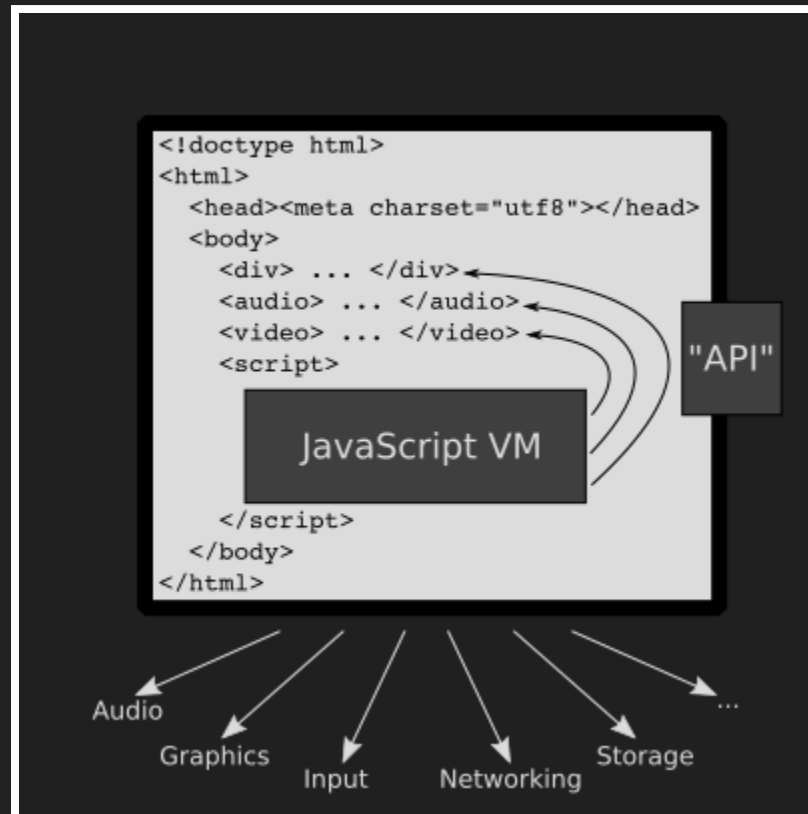 <!doctype html>
<html>
<head><meta charset="utf8"></head>
<body>
<div> ... </div>
<audio> ... </audio>
<video> ... </video>
"API"
<script>
JavaScript VM
</script>
</body>
</html>
Audio
...
Graphics
Storage
Input
Networking